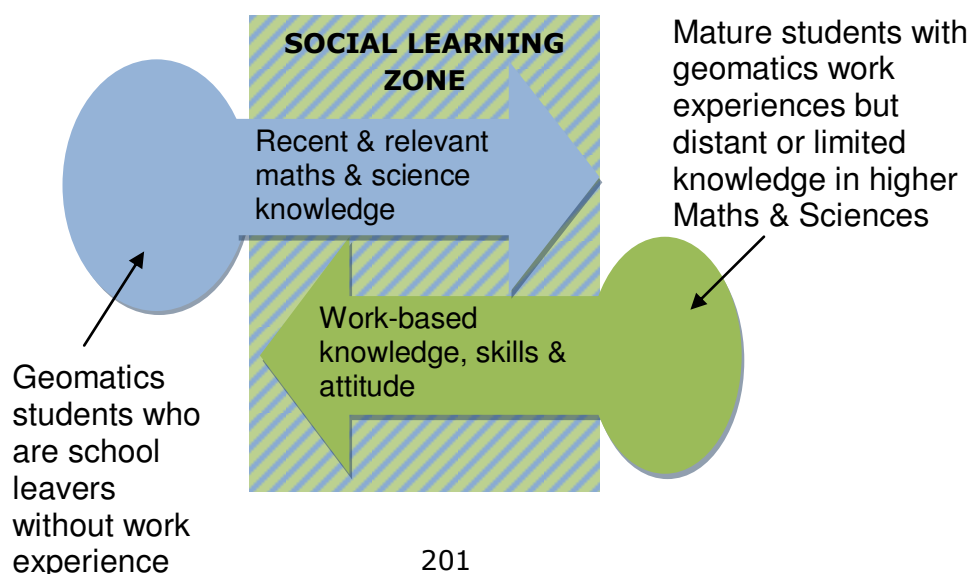 SOCIAL LEARNING
ZONE
Mature students with
geomatics work
experiences but
distant or limited
knowledge in higher
Maths & Sciences
Recent & relevant
maths & science
knowledge
Work-based
knowledge, skills &
attitude
Geomatics
students who
are school
leavers
without work
experience
201